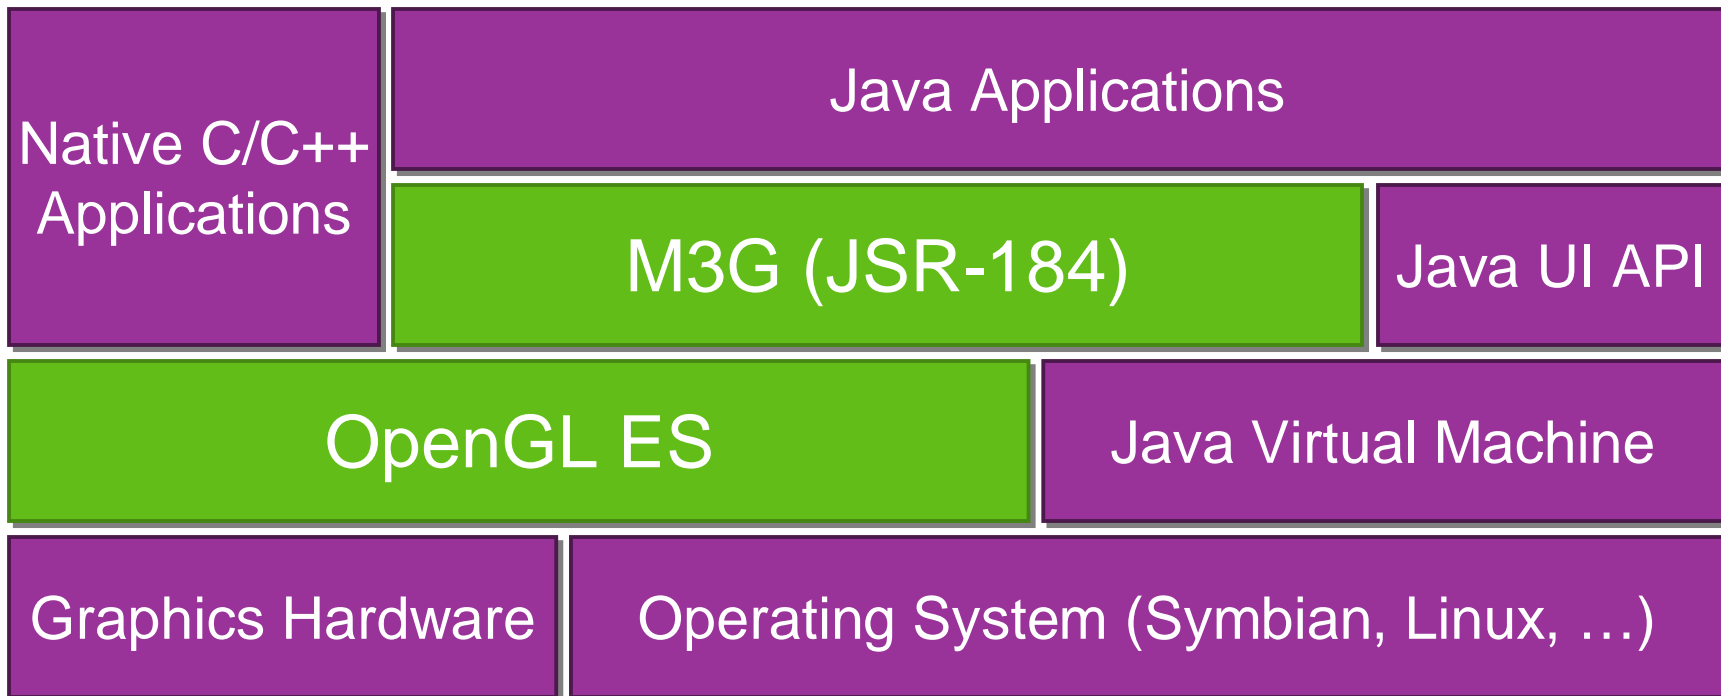 Native C/C++
Applications
Java Applications
M3G (JSR-184)
Java UI API
OpenGL ES
Java Virtual Machine
Graphics Hardware
Operating System (Symbian, Linux, …)